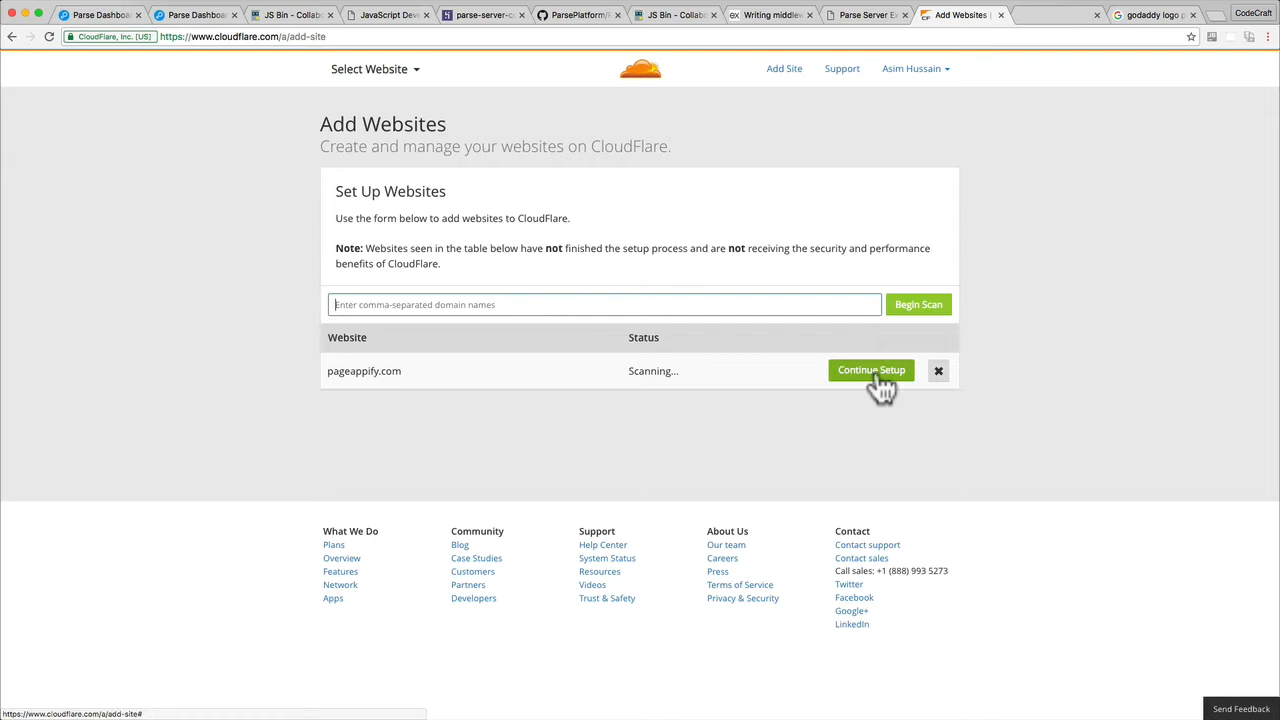 Parse Dashboa
Parse Dashboa
JS Bin - Collabo
JavaScript Deve
parse-server-c
ParsePlatform/P
JS Bin - Collabo
Writing middlew
Parse Server Ex
Add Websites |
godaddy logo p
CodeCraft
CloudFlare, Inc. [US]
https://www.cloudflare.com/a/add-site
Select Website
Add Site
Support
Asim Hussain
Add Websites
Create and manage your websites on CloudFlare.
Set Up Websites
Use the form below to add websites to CloudFlare.
Note: Websites seen in the table below have not finished the setup process and are not receiving the security and performance
benefits of CloudFlare.
Enter comma-separated domain names
Begin Scan
Website Status
pageappify.com Scanning... Continue Setup
What We Do
Plans
Overview
Features
Network
Apps
Community
Blog
Case Studies
Customers
Partners
Developers
Support
Help Center
System Status
Resources
Videos
Trust & Safety
About Us
Our team
Careers
Press
Terms of Service
Privacy & Security
Contact
Contact support
Contact sales
Call sales: +1 (888) 993 5273
Twitter
Facebook
Google+
LinkedIn
https://www.cloudflare.com/a/add-site#
Send Feedback